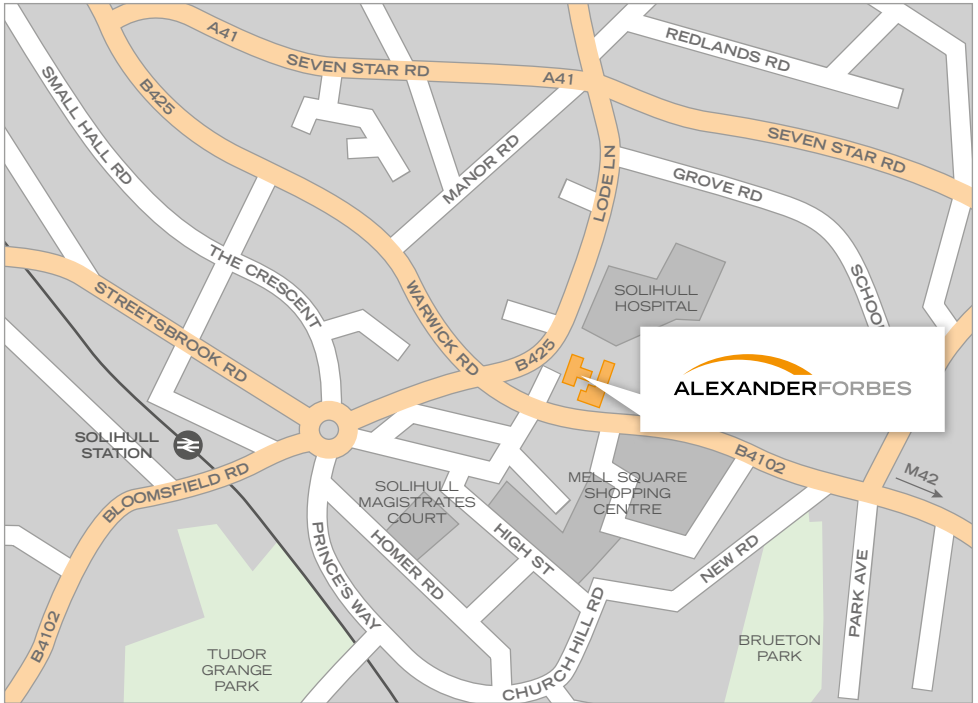 A41
REDLANDS RD
SEVEN STAR RD
A41
B425
SMALL HALL RD
SEVEN STAR RD
MANOR RD
LODE LN
GROVE RD
THE CRESCENT
SCHOO
SOLIHULL
HOSPITAL
STREETSBROOK RD
WARWICK RD
B425
ALEXANDERFORBES
SOLIHULL
STATION
B4102
M42
BLOOMSFIELD RD
SOLIHULL
MAGISTRATES
COURT
MELL SQUARE
SHOPPING
CENTRE
HIGH ST
HOMER RD
PRINCE'S WAY
NEW RD
PARK AVE
B4102
TUDOR
GRANGE
PARK
CHURCH HILL RD
BRUETON
PARK